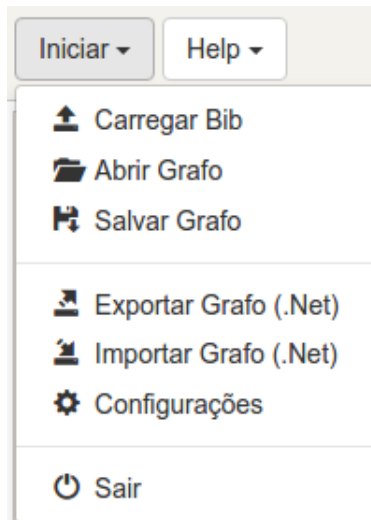 Iniciar Help
Carregar Bib
Abrir Grafo
Salvar Grafo
Exportar Grafo (.Net)
Importar Grafo (.Net)
Configurações
Sair